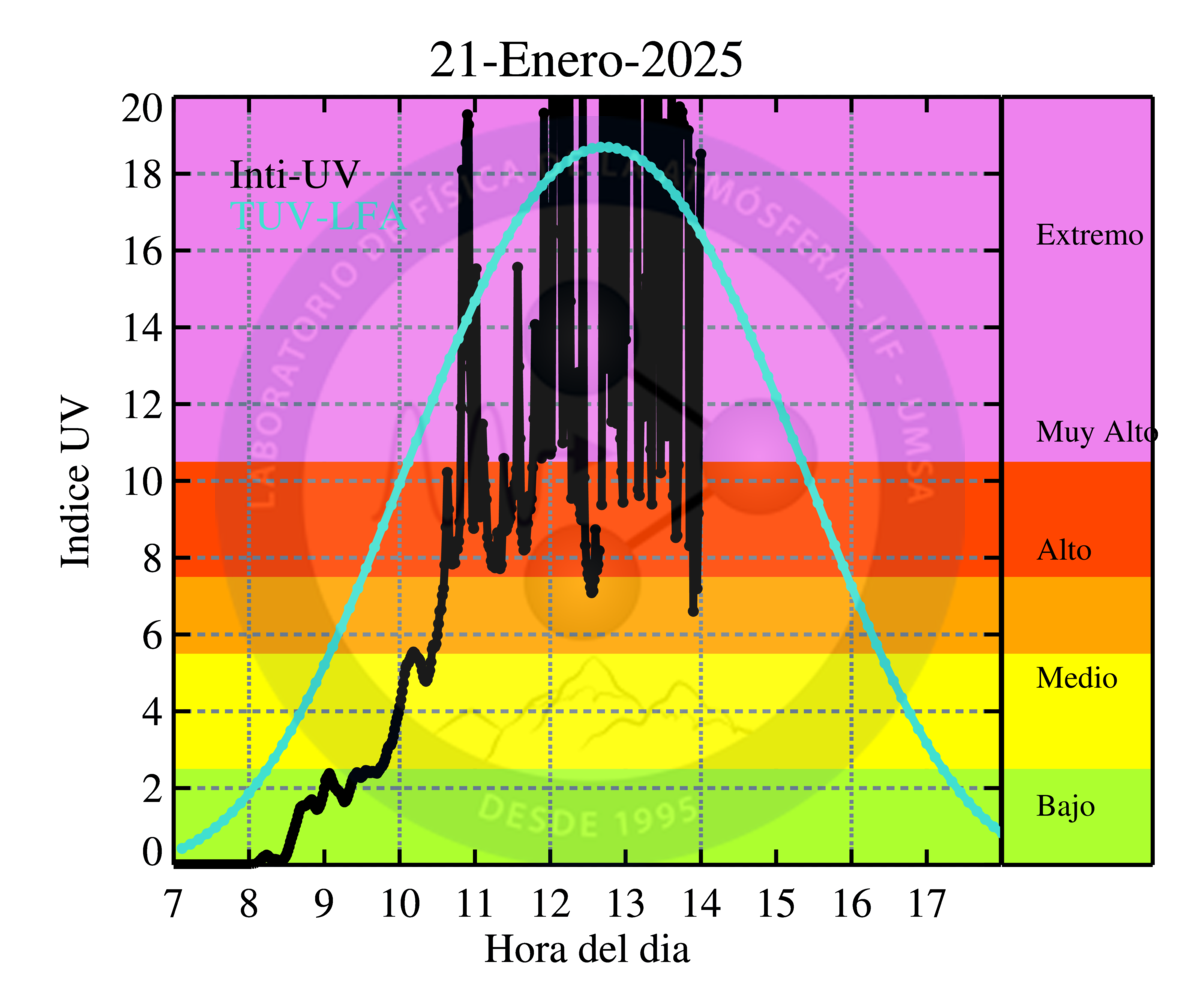 21-Enero-2025
Indice UV
20
18
16
14
12
10
8
6
4
2
0
Inti-UV
TUV-LFA
LABORATORIO DE FÍSICA DE LA ATMÓSFERA - IIF - UMSA
DESDE 1995
Extremo
Muy Alto
Alto
Medio
Bajo
7 8 9 10 11 12 13 14 15 16 17
Hora del dia